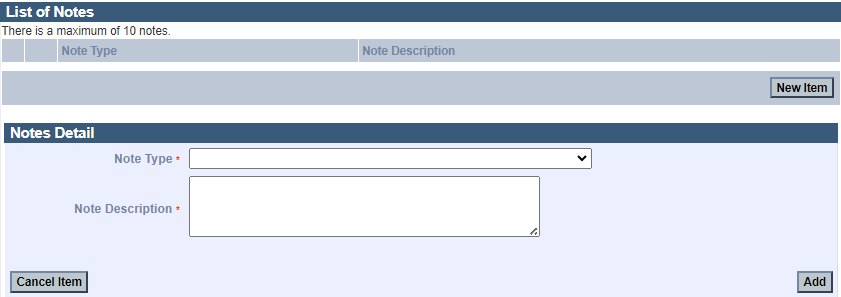 List of Notes
There is a maximum of 10 notes.
Note Type Note Description
New Item
Notes Detail
Note Type *
Note Description *
Cancel Item Add